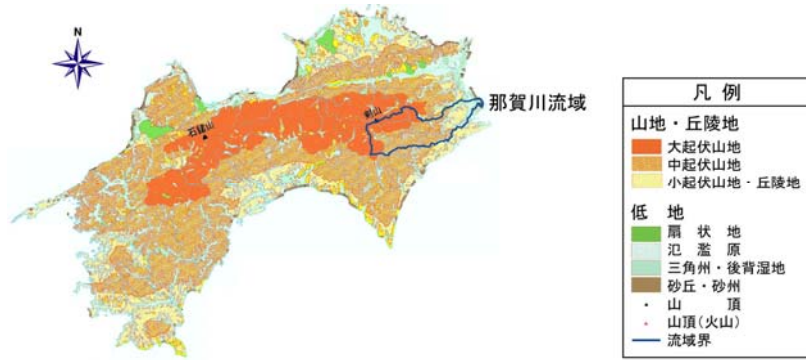 N
那賀川流域
剣山
石鎚山
凡例
山地・丘陵地
大起伏山地
中起伏山地
小起伏山地・丘陵地
低 地
扇 状 地
氾 濫 原
三角州・後背湿地
砂丘・砂州
山 頂
山頂(火山)
流域界